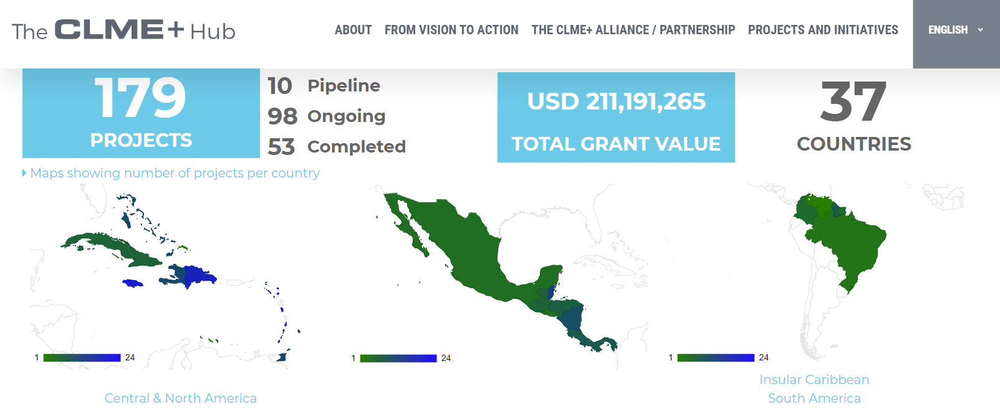 The CLME+ Hub
ABOUT FROM VISION TO ACTION THE CLME+ ALLIANCE / PARTNERSHIP PROJECTS AND INITIATIVES ENGLISH
179
PROJECTS
10 Pipeline
98 Ongoing
53 Completed
USD 211,191,265
TOTAL GRANT VALUE
37
COUNTRIES
Maps showing number of projects per country
1 24
1 24
1 24
Central & North America
Insular Caribbean
South America